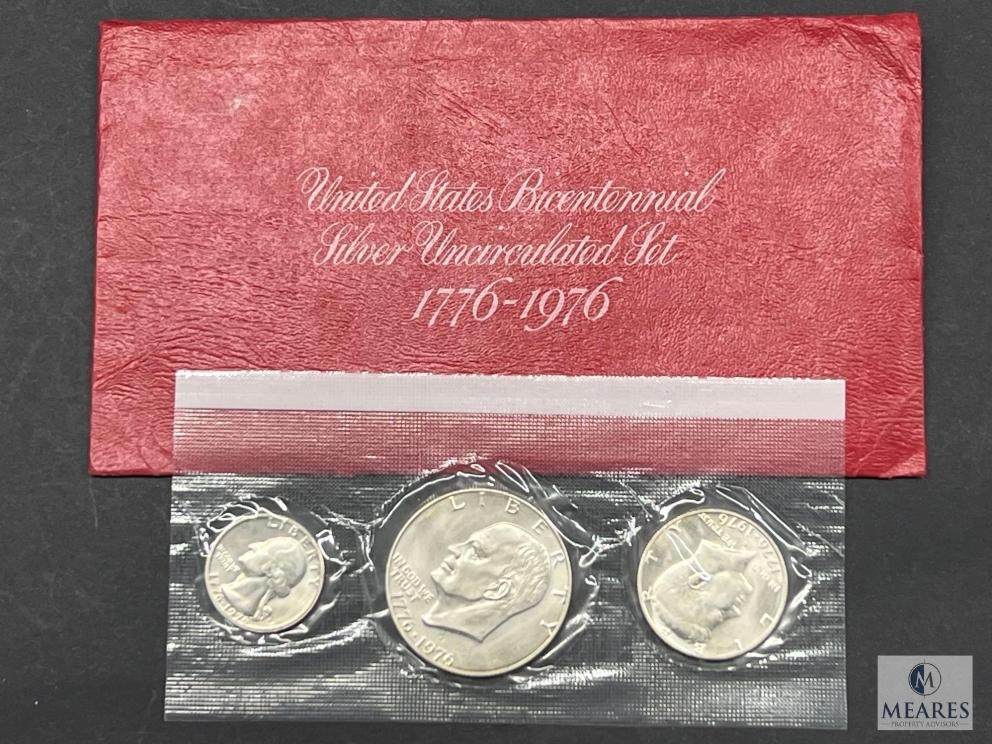 United States Bicentennial
Silver Uncirculated Set
1776-1976
LIBERTY
LIBERTY
IN GOD WE
TRUST
1776-1976
LIBERTY
1776-1976
MEARES
PROPERTY ADVISORS